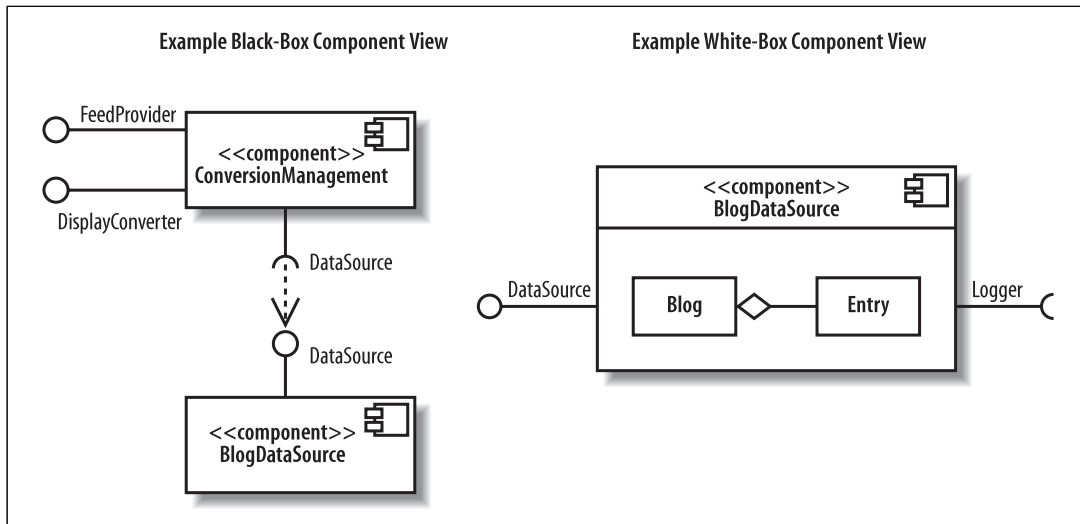 Example Black-Box Component View
FeedProvider
<<component>>
ConversionManagement
DisplayConverter
DataSource
DataSource
<<component>>
BlogDataSource
Example White-Box Component View
<<component>>
BlogDataSource
DataSource
Blog
Entry
Logger